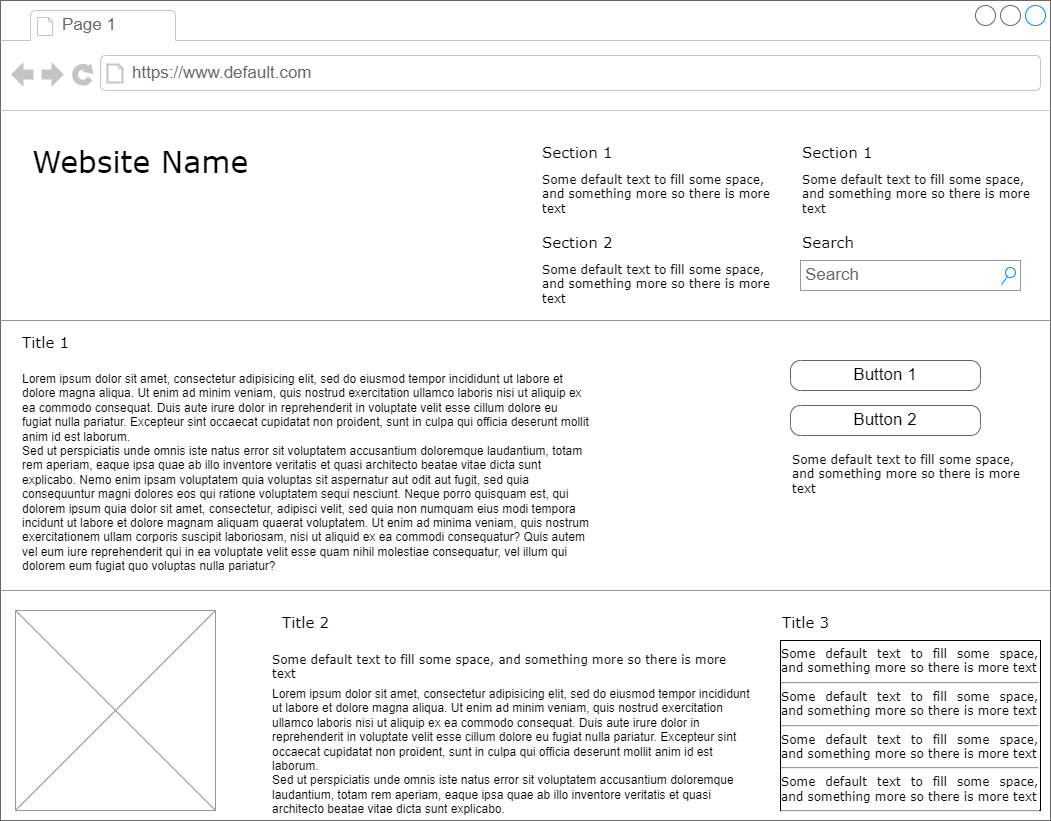 Page 1
https://www.default.com
Website Name
Section 1
Some default text to fill some space,
and something more so there is more
text
Section 2
Some default text to fill some space,
and something more so there is more
text
Section 1
Some default text to fill some space,
and something more so there is more
text
Search
Search
Title 1
Lorem ipsum dolor sit amet, consectetur adipisicing elit, sed do eiusmod tempor incididunt ut labore et
dolore magna aliqua. Ut enim ad minim veniam, quis nostrud exercitation ullamco laboris nisi ut aliquip ex
ea commodo consequat. Duis aute irure dolor in reprehenderit in voluptate velit esse cillum dolore eu
fugiat nulla pariatur. Excepteur sint occaecat cupidatat non proident, sunt in culpa qui officia deserunt mollit
anim id est laborum.
Sed ut perspiciatis unde omnis iste natus error sit voluptatem accusantium doloremque laudantium, totam
rem aperiam, eaque ipsa quae ab illo inventore veritatis et quasi architecto beatae vitae dicta sunt
explicabo. Nemo enim ipsam voluptatem quia voluptas sit aspernatur aut odit aut fugit, sed quia
consequuntur magni dolores eos qui ratione voluptatem sequi nesciunt. Neque porro quisquam est, qui
dolorem ipsum quia dolor sit amet, consectetur, adipisci velit, sed quia non numquam eius modi tempora
incidunt ut labore et dolore magnam aliquam quaerat voluptatem. Ut enim ad minima veniam, quis nostrum
exercitationem ullam corporis suscipit laboriosam, nisi ut aliquid ex ea commodi consequatur? Quis autem
vel eum iure reprehenderit qui in ea voluptate velit esse quam nihil molestiae consequatur, vel illum qui
dolorem eum fugiat quo voluptas nulla pariatur?
Button 1
Button 2
Some default text to fill some space,
and something more so there is more
text
Title 2
Some default text to fill some space, and something more so there is more
text
Lorem ipsum dolor sit amet, consectetur adipisicing elit, sed do eiusmod tempor incididunt
ut labore et dolore magna aliqua. Ut enim ad minim veniam, quis nostrud exercitation
ullamco laboris nisi ut aliquip ex ea commodo consequat. Duis aute irure dolor in
reprehenderit in voluptate velit esse cillum dolore eu fugiat nulla pariatur. Excepteur sint
occaecat cupidatat non proident, sunt in culpa qui officia deserunt mollit anim id est
laborum.
Sed ut perspiciatis unde omnis iste natus error sit voluptatem accusantium doloremque
laudantium, totam rem aperiam, eaque ipsa quae ab illo inventore veritatis et quasi
architecto beatae vitae dicta sunt explicabo.
Title 3
Some default text to fill some space,
and something more so there is more text
Some default text to fill some space,
and something more so there is more text
Some default text to fill some space,
and something more so there is more text
Some default text to fill some space,
and something more so there is more text